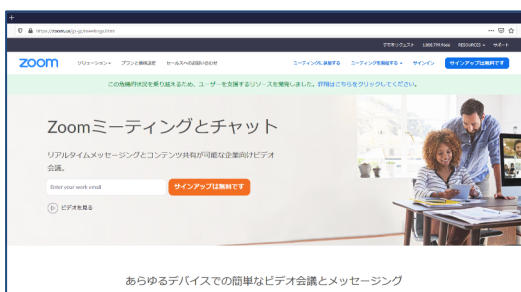 https://zoom.us/jp-jp/meetings.html
デモをリクエスト 1.888.799.9666 RESOURCES サポート
zoom ソリューション プランと価格設定 セールスへのお問い合わせ ミーティングに参加する ミーティングを開催する サインイン サインアップは無料です
この危機的状況を乗り越えるため、ユーザーを支援するリソースを開発しました。詳細はこちらをクリックしてください。
Zoomミーティングとチャット
リアルタイムメッセージングとコンテンツ共有が可能な企業向けビデオ
会議。
Enter your work email サインアップは無料です
ビデオを見る
あらゆるデバイスでの簡単なビデオ会議とメッセージング